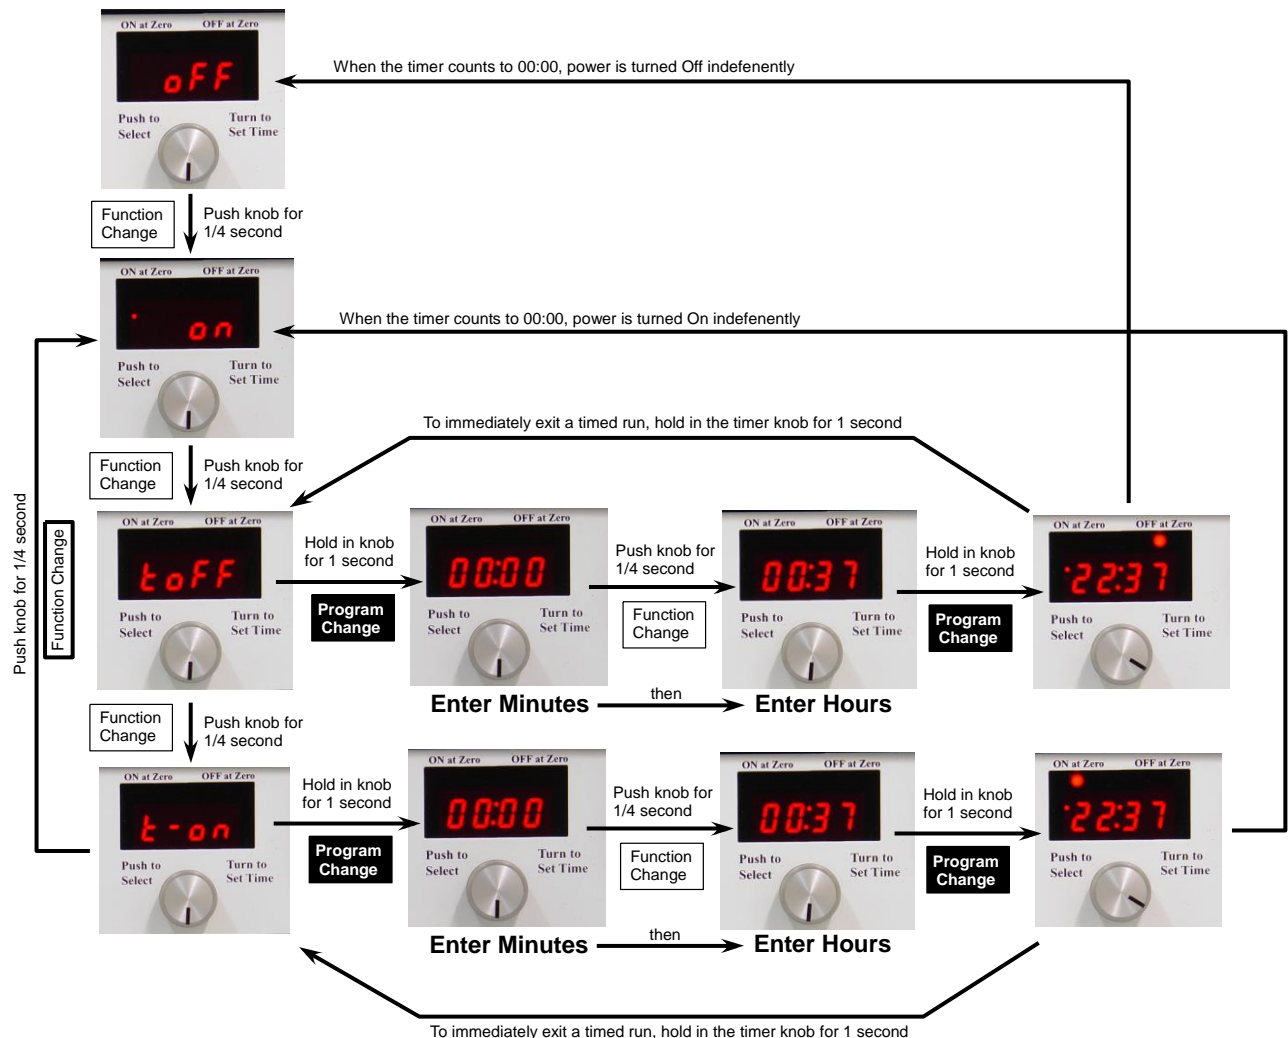 ON at Zero OFF at Zero
oFF
Push to Select
Turn to Set Time
When the timer counts to 00:00, power is turned Off indefenently
Function Change
Push knob for 1/4 second
ON at Zero OFF at Zero
on
Push to Select
Turn to Set Time
When the timer counts to 00:00, power is turned On indefenently
Push knob for 1/4 second
Function Change
Function Change
Push knob for 1/4 second
To immediately exit a timed run, hold in the timer knob for 1 second
ON at Zero OFF at Zero
toFF
Push to Select
Turn to Set Time
Hold in knob for 1 second
Program Change
ON at Zero OFF at Zero
00:00
Push to Select
Turn to Set Time
Push knob for 1/4 second
Function Change
ON at Zero OFF at Zero
00:37
Push to Select
Turn to Set Time
Hold in knob for 1 second
Program Change
ON at Zero OFF at Zero
22:37
Push to Select
Turn to Set Time
Enter Minutes
then
Enter Hours
Function Change
Push knob for 1/4 second
ON at Zero OFF at Zero
t-on
Push to Select
Turn to Set Time
Hold in knob for 1 second
Program Change
ON at Zero OFF at Zero
00:00
Push to Select
Turn to Set Time
Push knob for 1/4 second
Function Change
ON at Zero OFF at Zero
00:37
Push to Select
Turn to Set Time
Hold in knob for 1 second
Program Change
ON at Zero OFF at Zero
22:37
Push to Select
Turn to Set Time
Enter Minutes
then
Enter Hours
To immediately exit a timed run, hold in the timer knob for 1 second